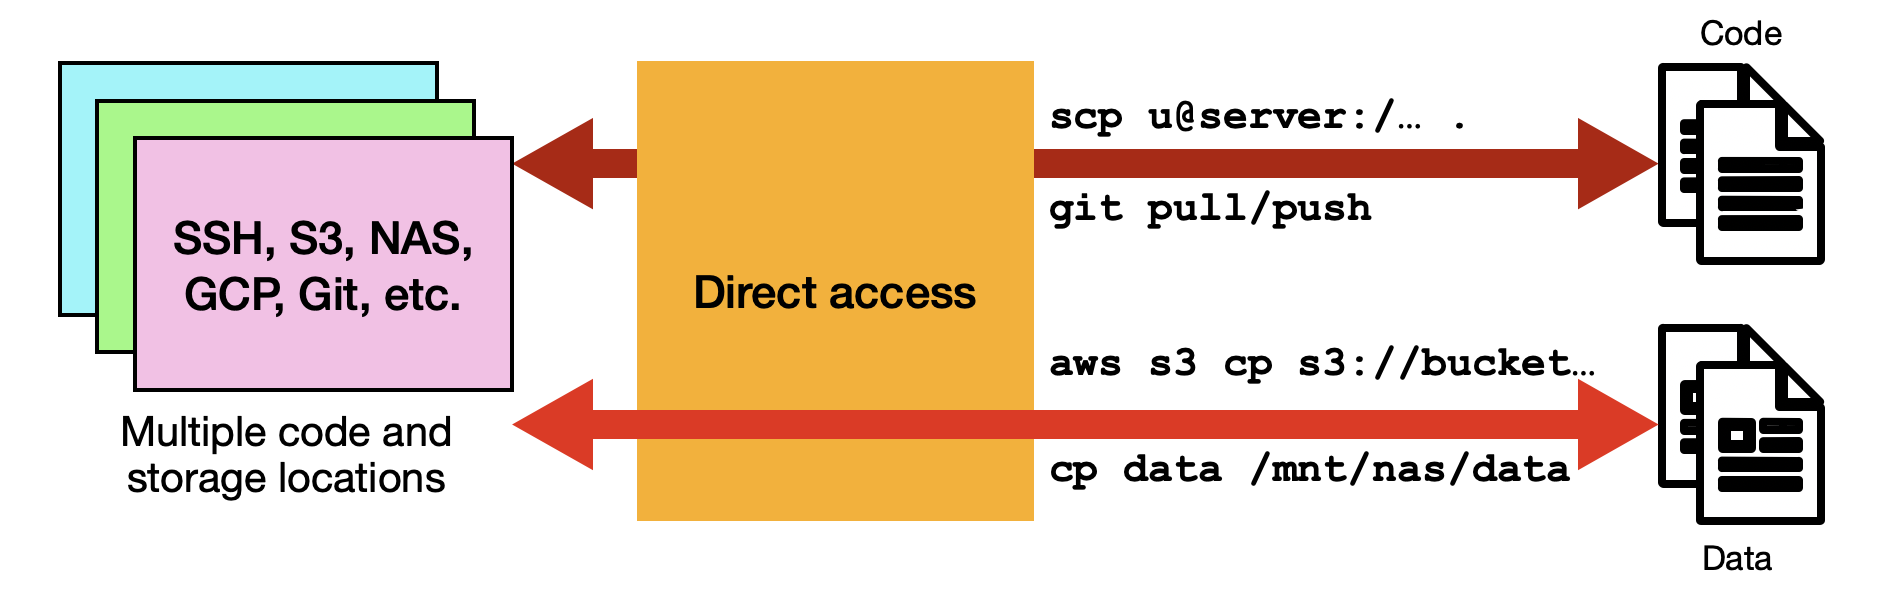 Code
scp u@server:/… .
git pull/push
SSH, S3, NAS,
GCP, Git, etc.
Direct access
aws s3 cp s3://bucket…
cp data /mnt/nas/data
Multiple code and
storage locations
Data